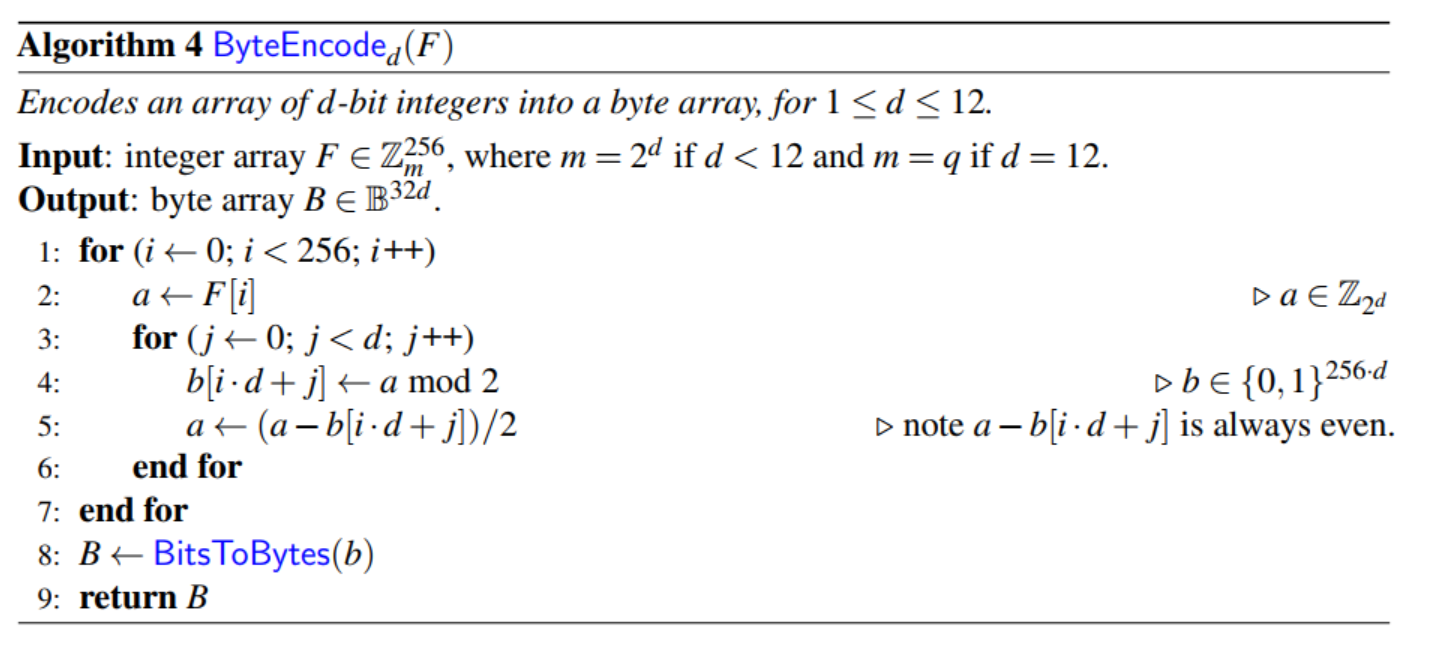 Algorithm 4 ByteEncode_d(F)
Encodes an array of d-bit integers into a byte array, for 1 ≤ d ≤ 12.
Input: integer array F ∈ ℤ_m^256, where m = 2^d if d < 12 and m = q if d = 12.
Output: byte array B ∈ 𝔹^32d.
1: for (i ← 0; i < 256; i++)
2: a ← F[i] ▷ a ∈ ℤ_2^d
3: for (j ← 0; j < d; j++)
4: b[i·d + j] ← a mod 2 ▷ b ∈ {0,1}^256·d
5: a ← (a − b[i·d + j])/2 ▷ note a − b[i·d + j] is always even.
6: end for
7: end for
8: B ← BitsToBytes(b)
9: return B